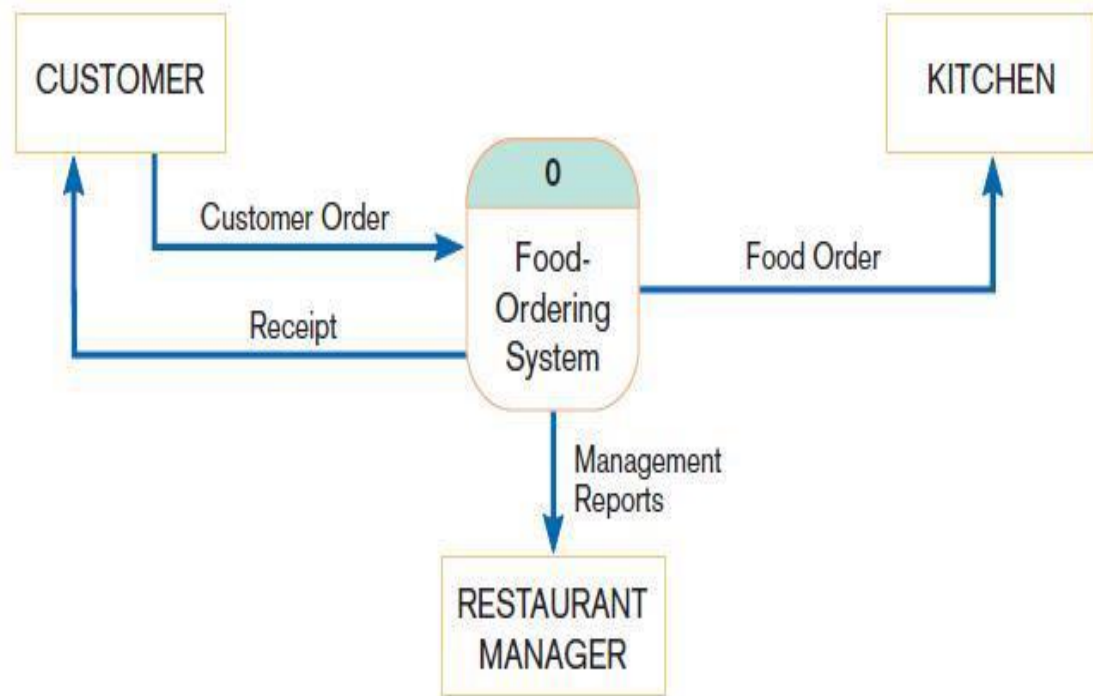 CUSTOMER
KITCHEN
0
Customer Order
Food-
Ordering
System
Food Order
Receipt
Management
Reports
RESTAURANT
MANAGER